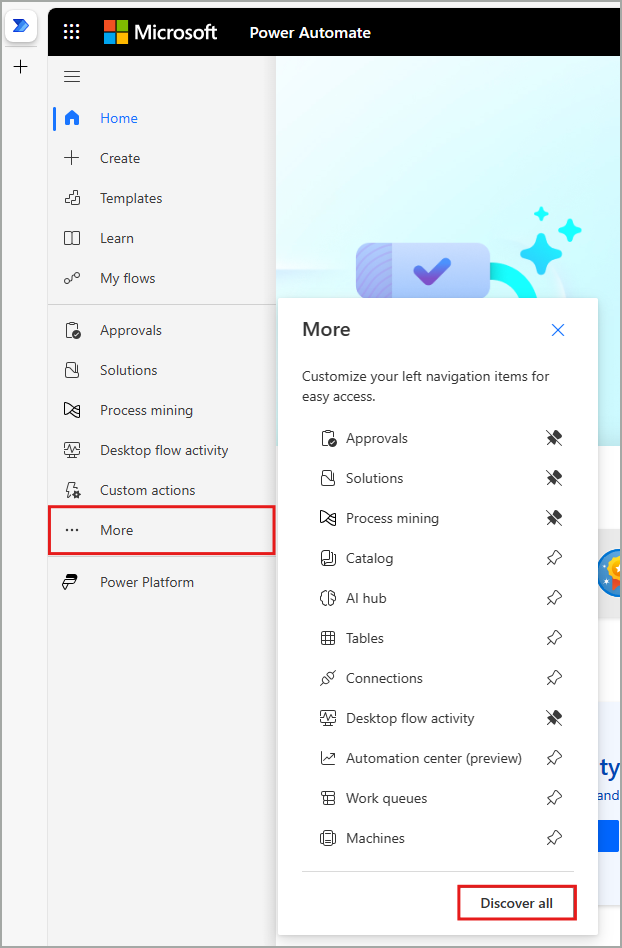 Microsoft Power Automate
Home
Create
Templates
Learn
My flows
Approvals
Solutions
Process mining
Desktop flow activity
Custom actions
More
Power Platform
More
Customize your left navigation items for
easy access.
Approvals
Solutions
Process mining
Catalog
AI hub
Tables
Connections
Desktop flow activity
Automation center (preview)
Work queues
Machines
Discover all
ty
and